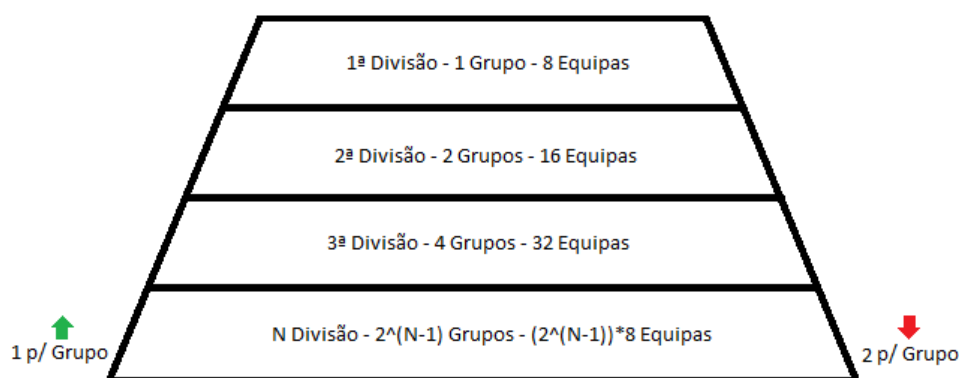 1ª Divisão - 1 Grupo - 8 Equipas
2ª Divisão - 2 Grupos - 16 Equipas
3ª Divisão - 4 Grupos - 32 Equipas
N Divisão - 2^(N-1) Grupos - (2^(N-1))*8 Equipas
1 p/ Grupo
2 p/ Grupo